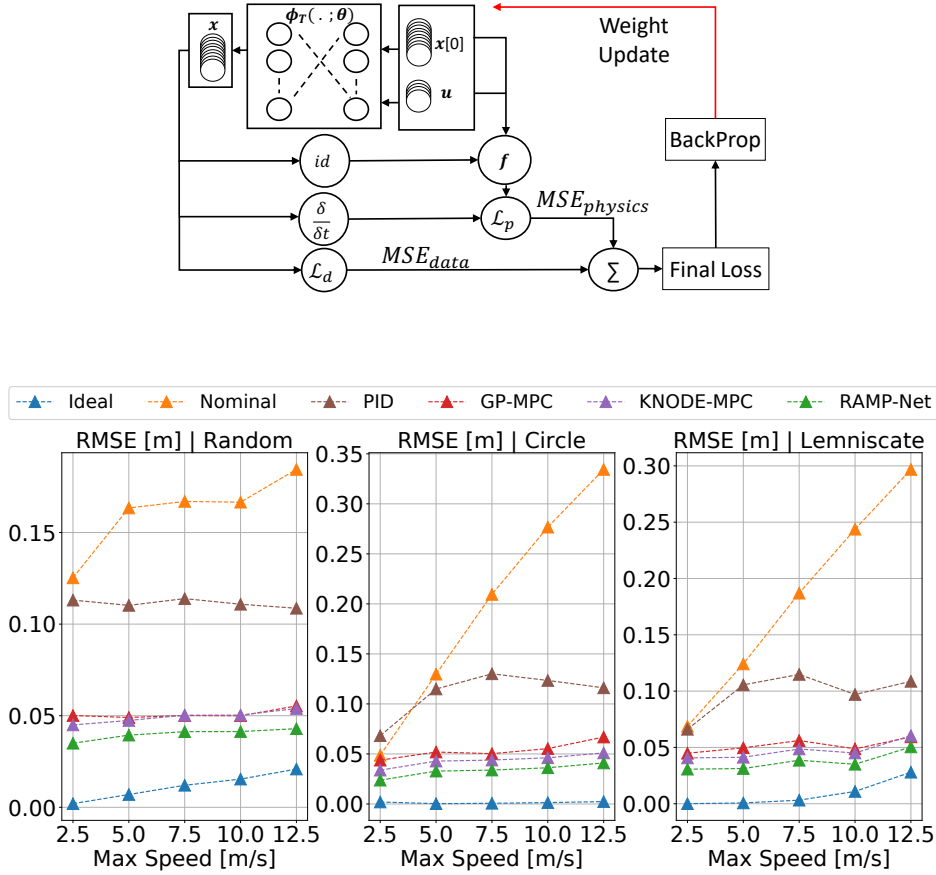 x
ϕ_T(. ; θ)
x[0]
u
Weight
Update
id
f
BackProp
δ/δt
ℒ_p
MSE_physics
ℒ_d
MSE_data
Σ
Final Loss
Ideal Nominal PID GP-MPC KNODE-MPC RAMP-Net
RMSE [m] | Random
0.15
0.10
0.05
0.00
2.5 5.0 7.5 10.0 12.5
Max Speed [m/s]
RMSE [m] | Circle
0.35
0.30
0.25
0.20
0.15
0.10
0.05
0.00
2.5 5.0 7.5 10.0 12.5
Max Speed [m/s]
RMSE [m] | Lemniscate
0.30
0.25
0.20
0.15
0.10
0.05
0.00
2.5 5.0 7.5 10.0 12.5
Max Speed [m/s]